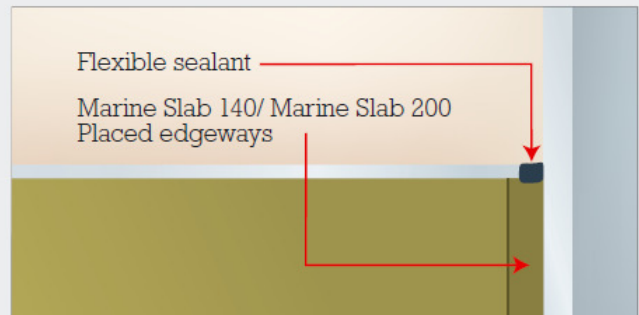 Flexible sealant
Marine Slab 140/ Marine Slab 200
Placed edgeways